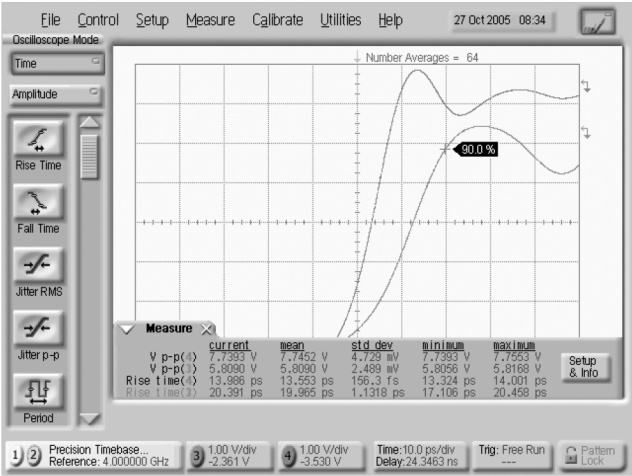 File Control Setup Measure Calibrate Utilities Help 27 Oct 2005 08:34
Oscilloscope Mode
Time
Number Averages = 64
Amplitude
90.0 %
Rise Time
Fall Time
Jitter RMS
Jitter p-p
Period
Measure
current mean std dev minimum maximum
V p-p(4) 7.7393 V 7.7452 V 4.729 mV 7.7393 V 7.7553 V
V p-p(3) 5.8090 V 5.8090 V 2.489 mV 5.8056 V 5.8168 V
Rise time(4) 13.986 ps 13.553 ps 156.3 fs 13.324 ps 14.001 ps
Rise time(3) 20.391 ps 19.965 ps 1.1318 ps 17.106 ps 20.458 ps
Setup
& Info
1 2 Precision Timebase... 3 1.00 V/div 4 1.00 V/div Time:10.0 ps/div Trig: Free Run Pattern
Reference: 4.000000 GHz -2.361 V -3.530 V Delay:24.3463 ns ---- Lock